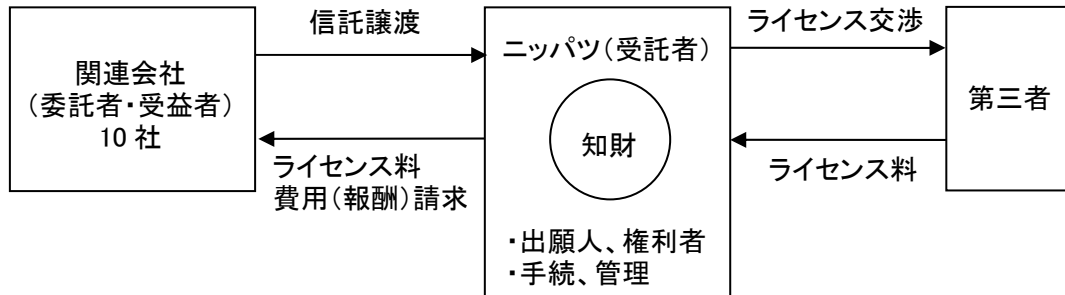 関連会社
(委託者・受益者)
10 社
信託譲渡
ライセンス料
費用(報酬)請求
ニッパツ(受託者)
知財
・出願人、権利者
・手続、管理
ライセンス交渉
ライセンス料
第三者